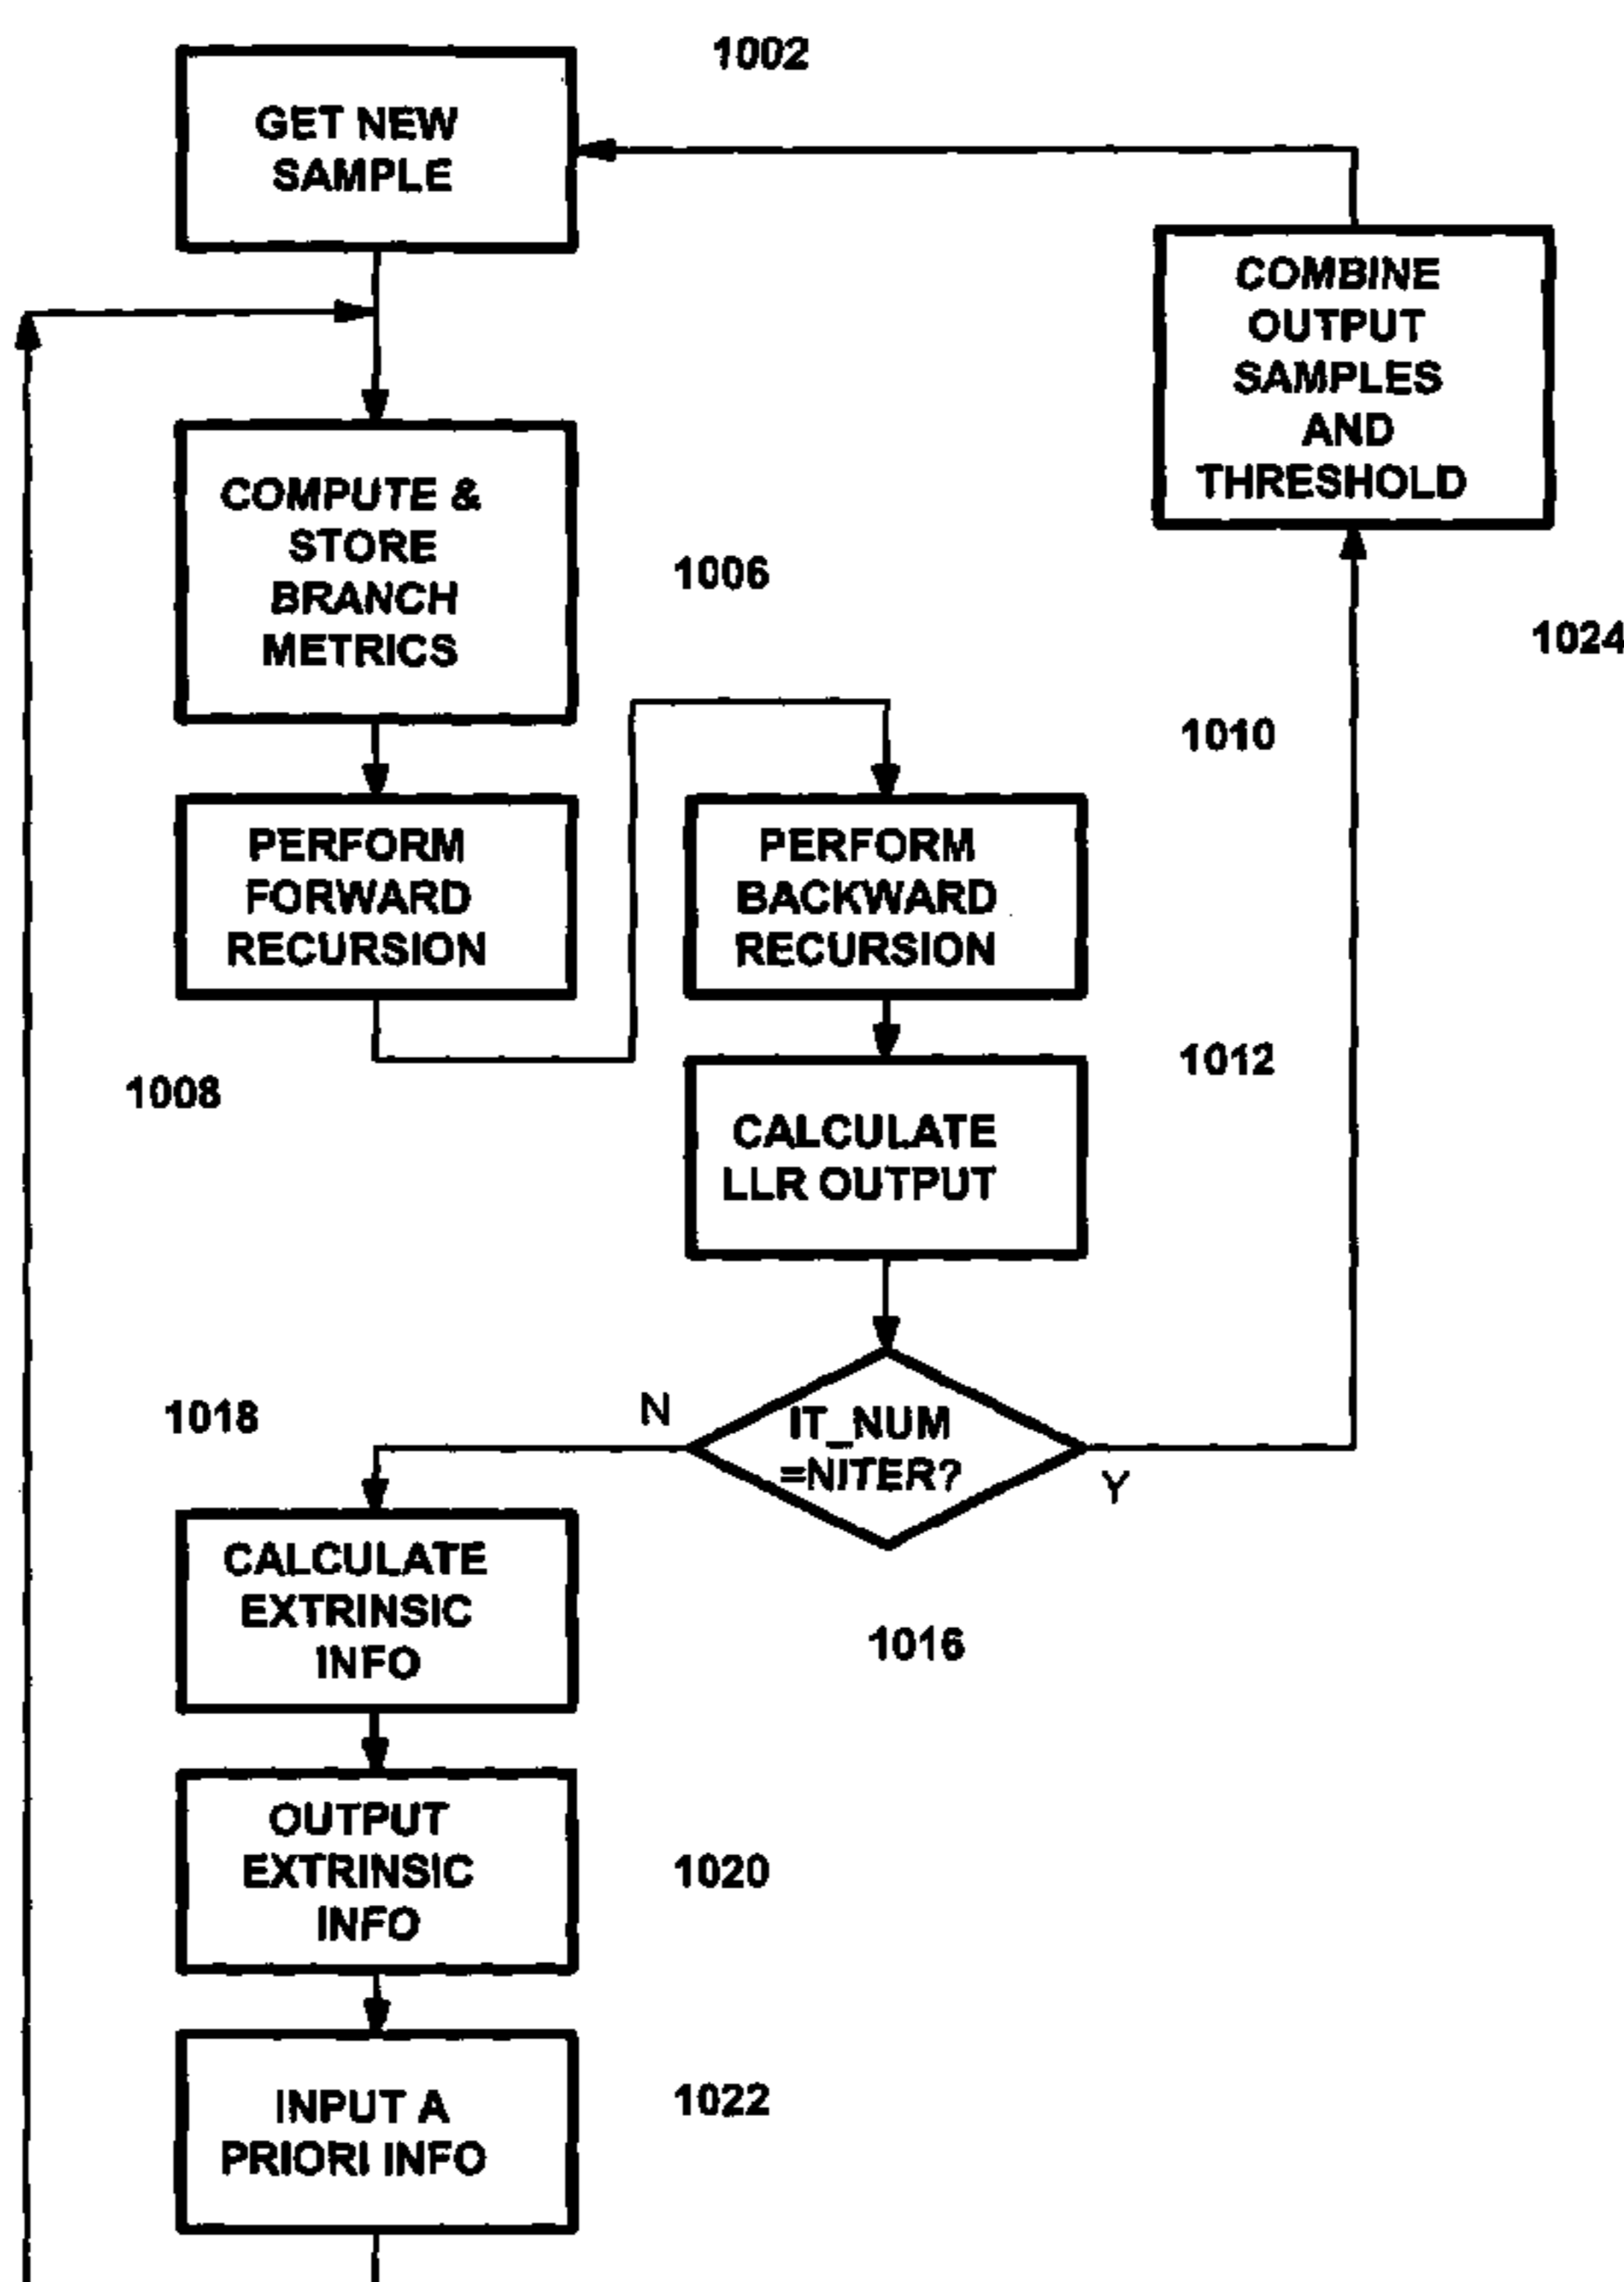 1002
GET NEW
SAMPLE
COMBINE
OUTPUT
SAMPLES
AND
THRESHOLD
1024
COMPUTE &
STORE
BRANCH
METRICS
1006
1010
PERFORM
FORWARD
RECURSION
1008
PERFORM
BACKWARD
RECURSION
1012
CALCULATE
LLR OUTPUT
N
IT_NUM
=NITER?
Y
1016
1018
CALCULATE
EXTRINSIC
INFO
OUTPUT
EXTRINSIC
INFO
1020
INPUT A
PRIORI INFO
1022